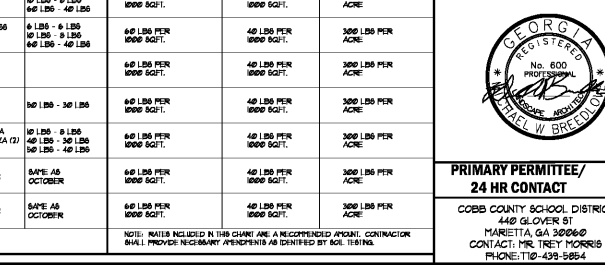 60 LBS - 40 LBS
1000 SQFT.
1000 SQFT.
ACRE
6 LBS - 6 LBS
10 LBS - 8 LBS
60 LBS - 40 LBS
60 LBS PER
1000 SQFT.
40 LBS PER
1000 SQFT.
300 LBS PER
ACRE
60 LBS PER
1000 SQFT.
40 LBS PER
1000 SQFT.
300 LBS PER
ACRE
50 LBS - 30 LBS
60 LBS PER
1000 SQFT.
40 LBS PER
1000 SQFT.
300 LBS PER
ACRE
10 LBS - 8 LBS
40 LBS - 30 LBS
50 LBS - 40 LBS
60 LBS PER
1000 SQFT.
40 LBS PER
1000 SQFT.
300 LBS PER
ACRE
SAME AS
OCTOBER
60 LBS PER
1000 SQFT.
40 LBS PER
1000 SQFT.
300 LBS PER
ACRE
SAME AS
OCTOBER
60 LBS PER
1000 SQFT.
40 LBS PER
1000 SQFT.
300 LBS PER
ACRE
NOTE: RATES INCLUDED IN THIS CHART ARE A RECOMMENDED AMOUNT. CONTRACTOR
SHALL PROVIDE NECESSARY AMENDMENTS AS IDENTIFIED BY SOIL TESTING.
GEORGIA
REGISTERED
No. 600
PROFESSIONAL
LANDSCAPE ARCHITECT
W BREEDLO
PRIMARY PERMITTEE/
24 HR CONTACT
COBB COUNTY SCHOOL DISTRIC
440 GLOVER ST
MARIETTA, GA 30060
CONTACT: MR. TREY MORRIS
PHONE:770-439-5854